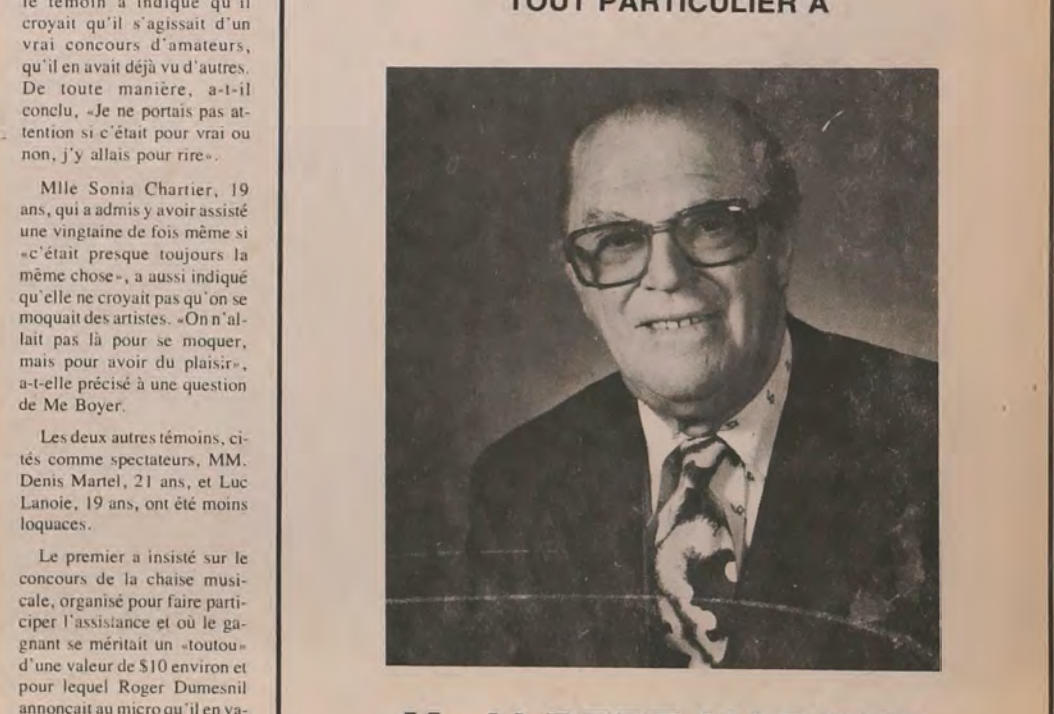 le témoin a indiqué qu'il
croyait qu'il s'agissait d'un
vrai concours d'amateurs,
qu'il en avait déjà vu d'autres.
De toute manière, a-t-il
conclu, «Je ne portais pas at-
tention si c'était pour vrai ou
non, j'y allais pour rire».
Mlle Sonia Chartier, 19
ans, qui a admis y avoir assisté
une vingtaine de fois même si
«c'était presque toujours la
même chose», a aussi indiqué
qu'elle ne croyait pas qu'on se
moquait des artistes. «On n'al-
lait pas là pour se moquer,
mais pour avoir du plaisir»,
a-t-elle précisé à une question
de Me Boyer.
Les deux autres témoins, ci-
tés comme spectateurs, MM.
Denis Martel, 21 ans, et Luc
Lanoie, 19 ans, ont été moins
loquaces.
Le premier a insisté sur le
concours de la chaise musi-
cale, organisé pour faire parti-
ciper l'assistance et où le ga-
gnant se méritait un «toutou»
d'une valeur de $10 environ et
pour lequel Roger Dumesnil
annonçait au micro qu'il en va-
TOUT PARTICULIER À